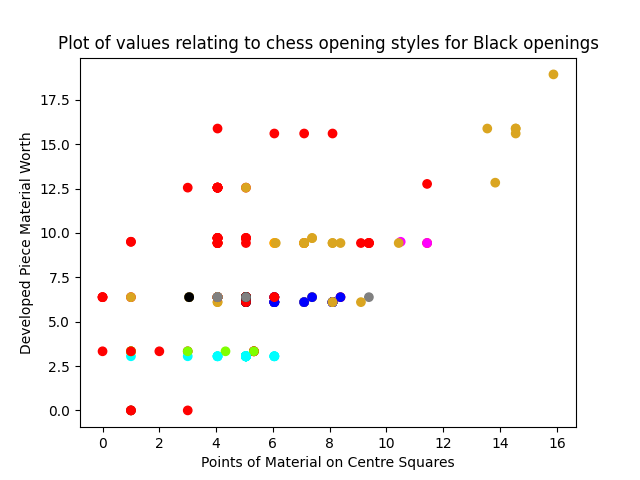 Plot of values relating to chess opening styles for Black openings
17.5
15.0
12.5
10.0
7.5
5.0
2.5
0.0
Developed Piece Material Worth
0 2 4 6 8 10 12 14 16
Points of Material on Centre Squares